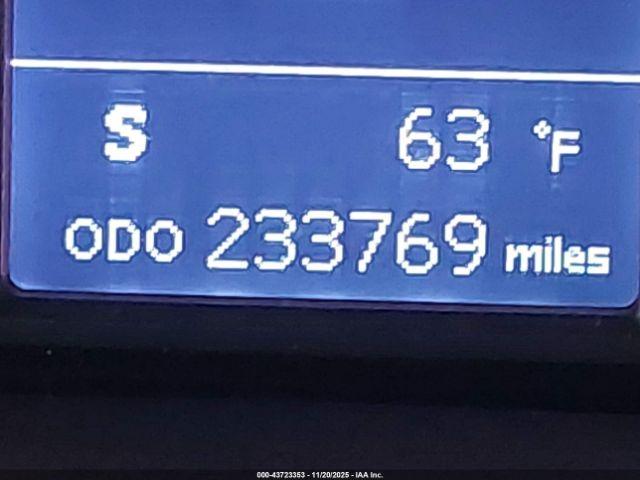 S 63 °F
ODO 233769 miles
000-43723353 - 11/20/2025 - IAA Inc.